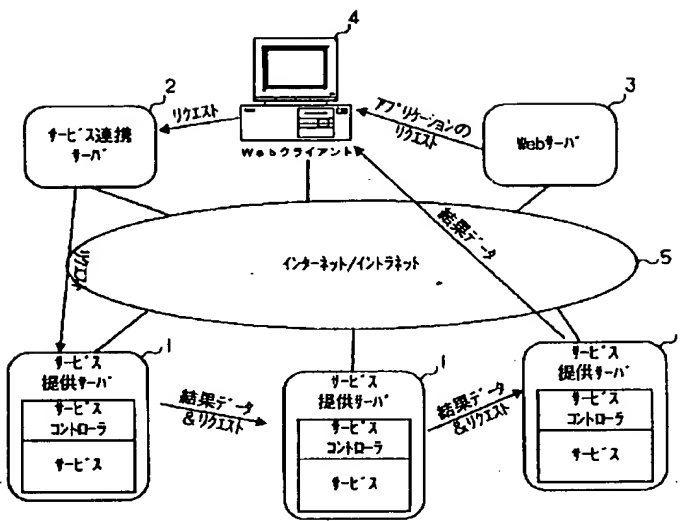 4
2
3
リクエスト
アプリケーションの
リクエスト
サービス連携
サーバ
Webサーバ
Webクライアント
結果データ
リクエスト
インターネット/イントラネット
5
1
サービス
提供サーバ
サービス
コントローラ
サービス
結果データ
&リクエスト
1
サービス
提供サーバ
サービス
コントローラ
サービス
結果データ
&リクエスト
サービス
提供サーバ
サービス
コントローラ
サービス